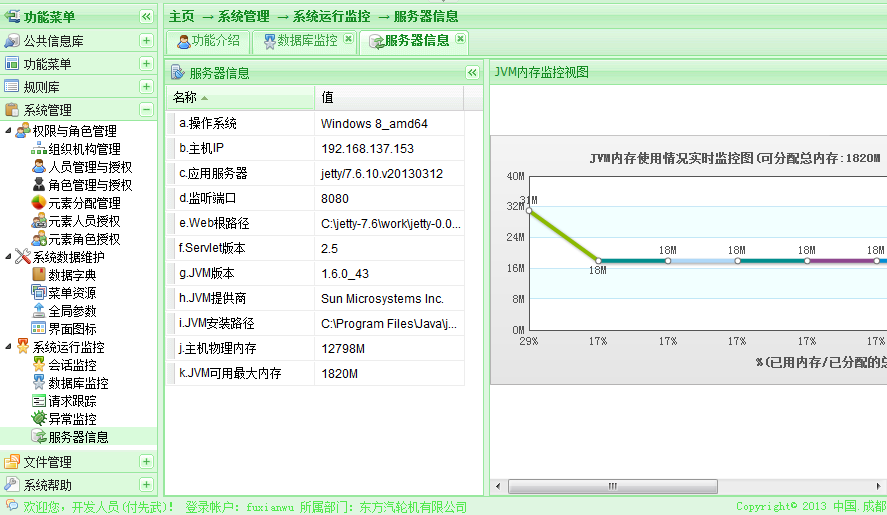 功能菜单
公共信息库
功能菜单
规则库
系统管理
权限与角色管理
组织机构管理
人员管理与授权
角色管理与授权
元素分配管理
元素人员授权
元素角色授权
系统数据维护
数据字典
菜单资源
全局参数
界面图标
系统运行监控
会话监控
数据库监控
请求跟踪
异常监控
服务器信息
文件管理
系统帮助
主页 →系统管理 →系统运行监控 →服务器信息
功能介绍 数据库监控 服务器信息
服务器信息
名称 值
a.操作系统 Windows 8_amd64
b.主机IP 192.168.137.153
c.应用服务器 jetty/7.6.10.v20130312
d.监听端口 8080
e.Web根路径 C:\jetty-7.6\work\jetty-0.0...
f.Servlet版本 2.5
g.JVM版本 1.6.0_43
h.JVM提供商 Sun Microsystems Inc.
i.JVM安装路径 C:\Program Files\Java\j...
j.主机物理内存 12798M
k.JVM可用最大内存 1820M
JVM内存监控视图
JVM内存使用情况实时监控图(可分配总内存:1820M
40M
32M
24M
16M
8M
0M
31M
18M
18M 18M 18M 18M
29% 17% 17% 17% 17% 17%
%(已用内存/已分配的总
欢迎您，开发人员(付先武)! 登录帐户: fuxianwu 所属部门: 东方汽轮机有限公司
Copyright© 2013 中国.成都